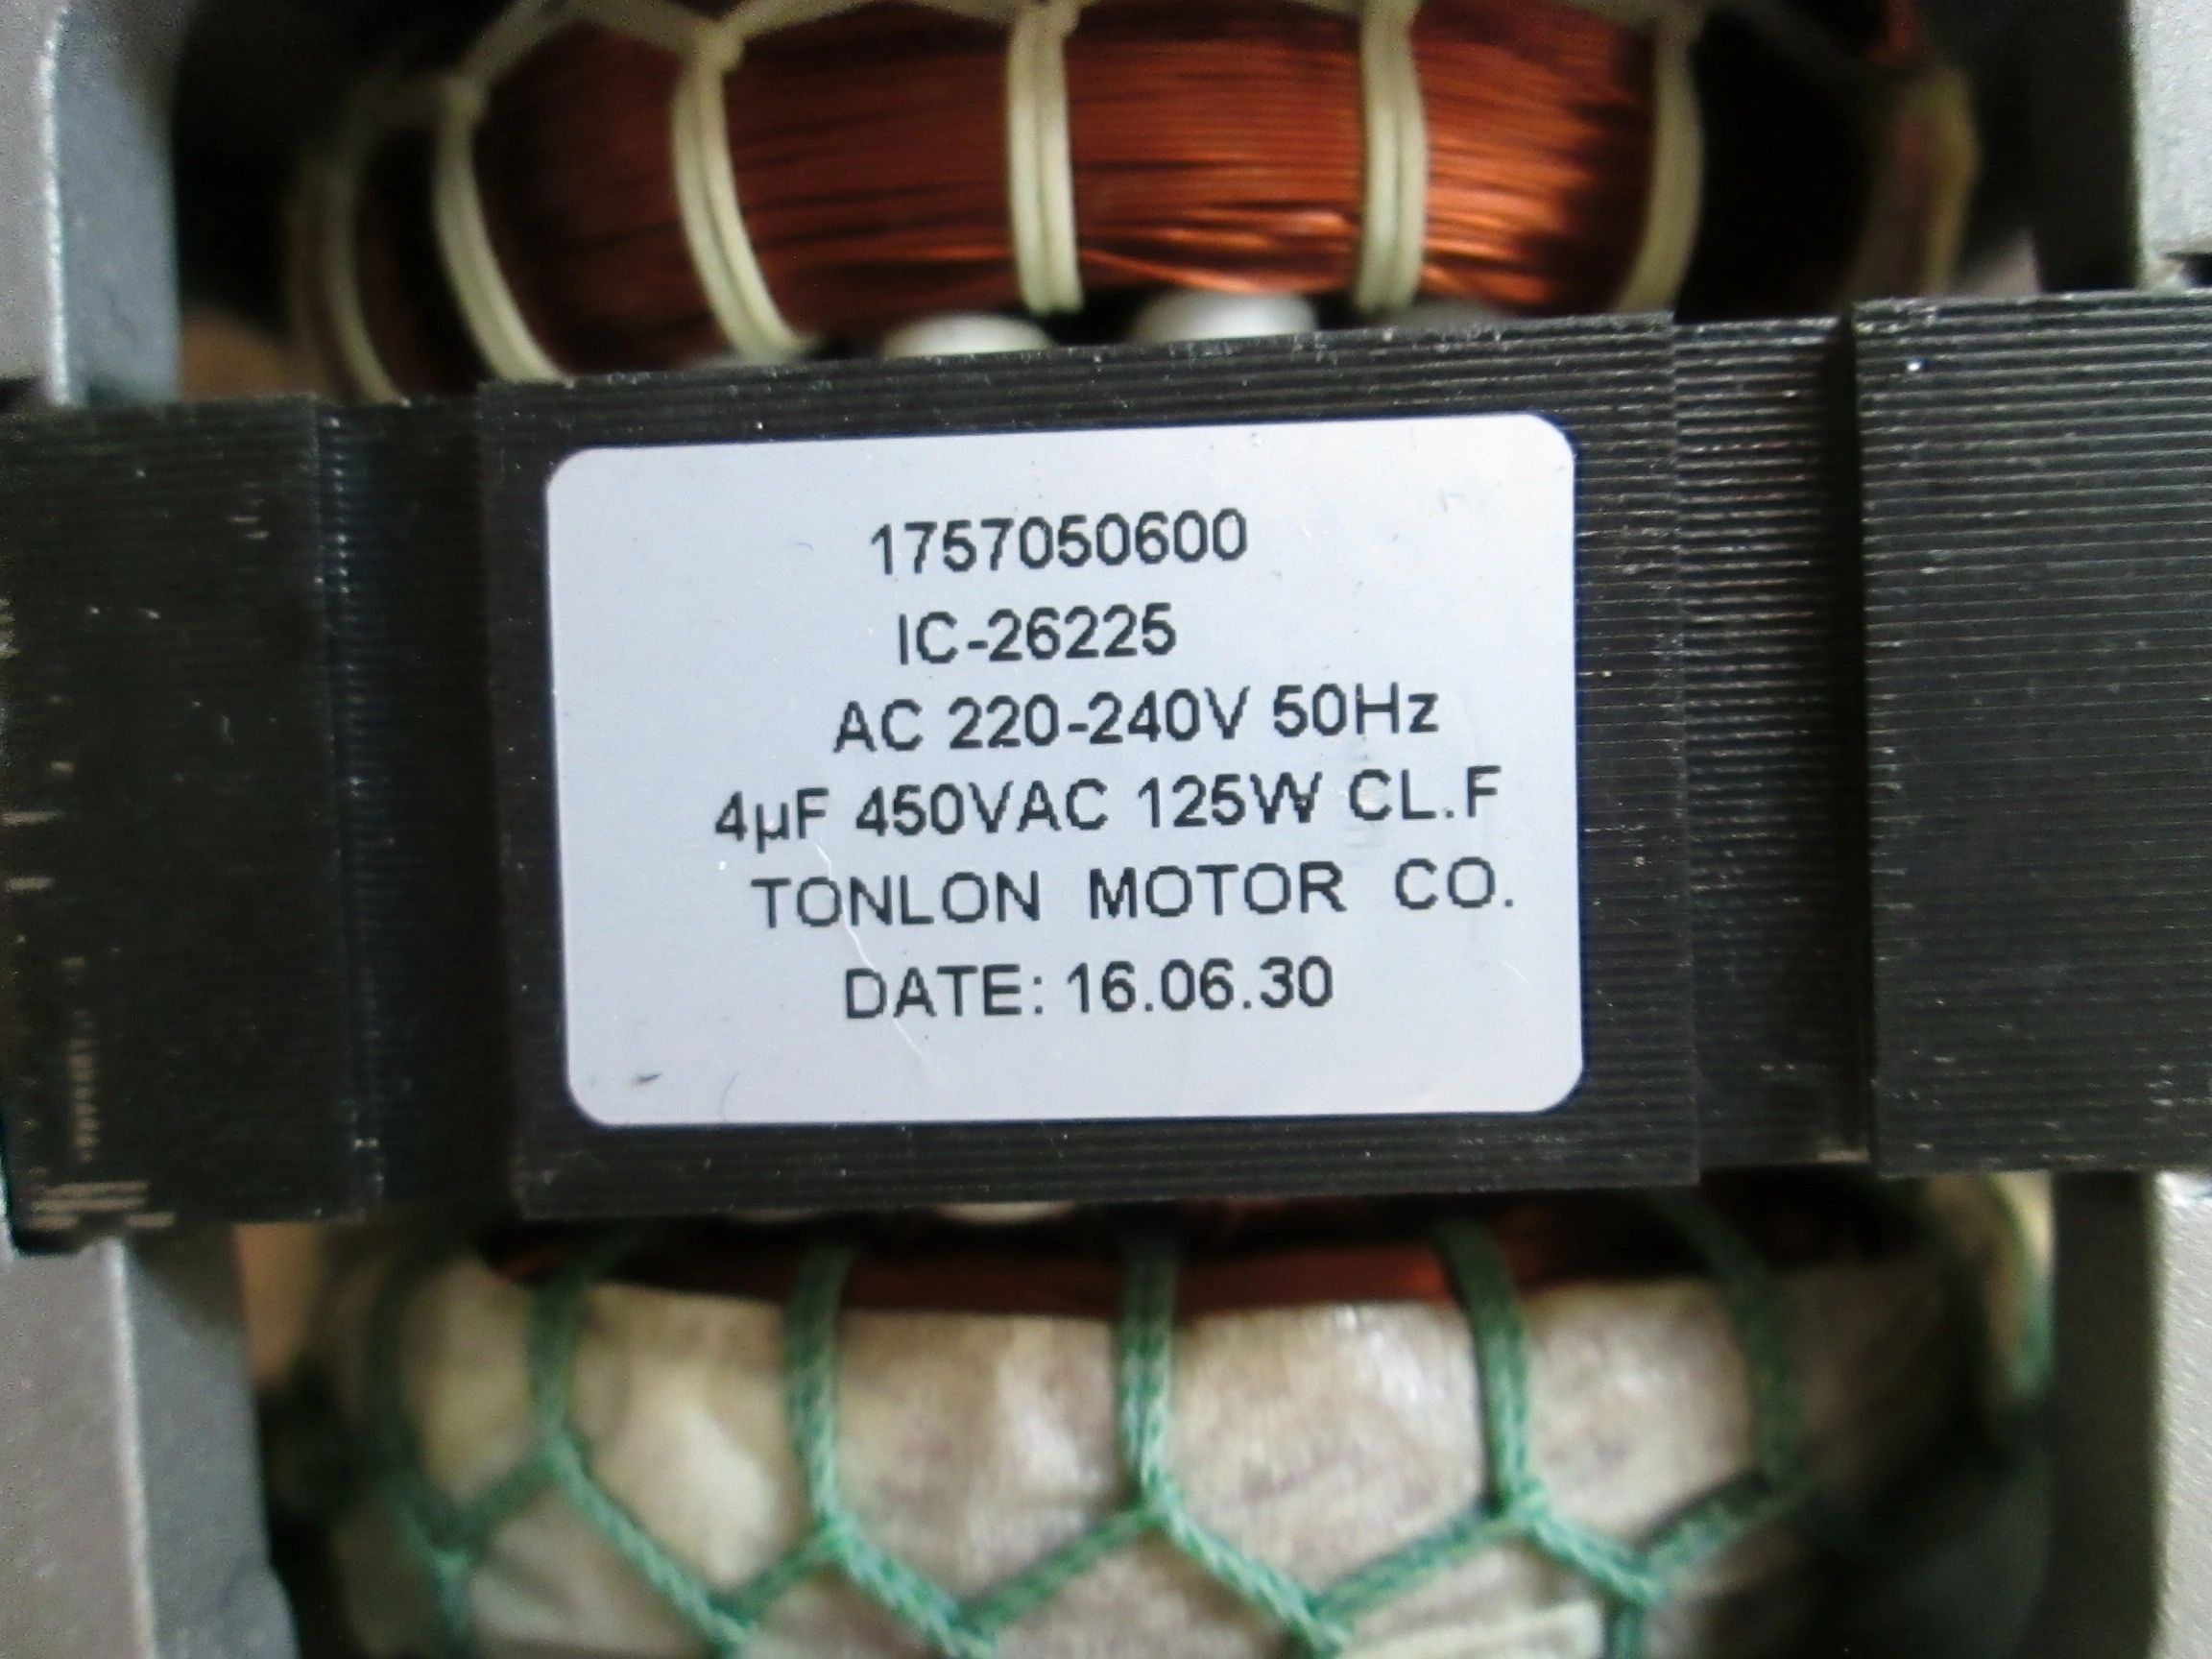 1757050600
IC-26225
AC 220-240V 50Hz
4µF 450VAC 125W CL.F
TONLON MOTOR CO.
DATE: 16.06.30